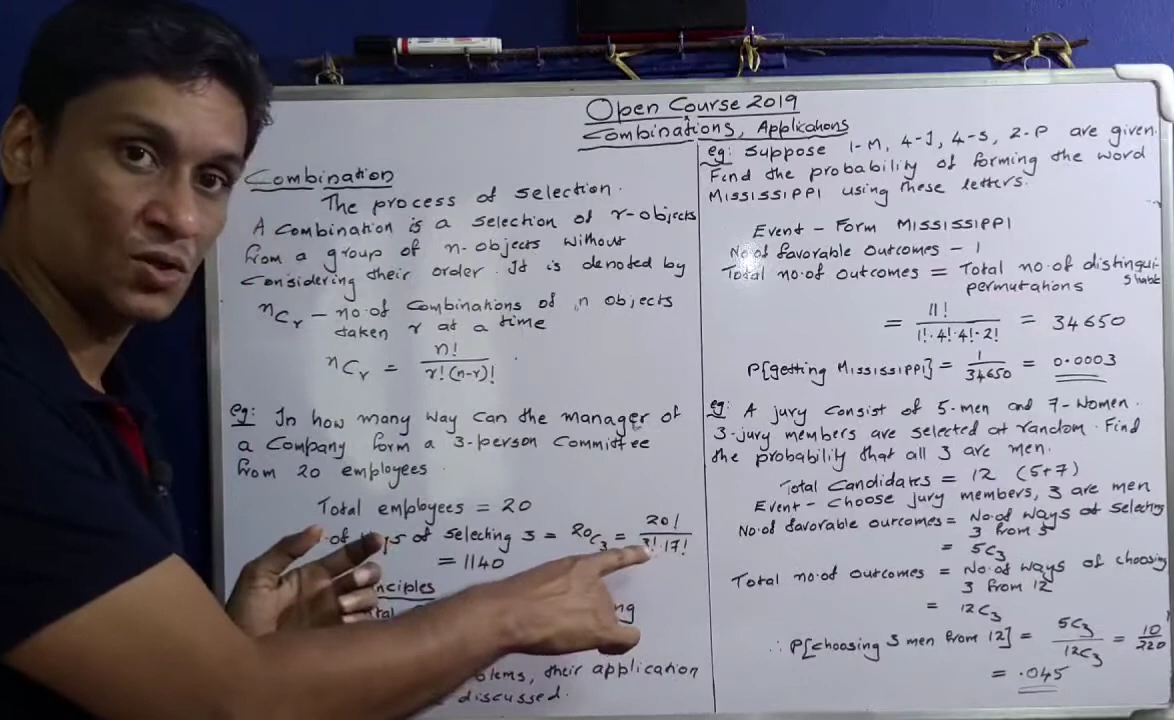 Open Course 2019
Combinations, Applications
Combination
The process of selection.
A Combination is a selection of r-objects
from a group of n-objects without
considering their order. It is denoted by
nCr – no. of combinations of n objects
taken r at a time
nCr = n! / r!(n-r)!
eg: In how many way can the manager of
a Company form a 3-person Committee
from 20 employees
Total employees = 20
of selecting 3 = 20C3 = 20! / 3!·17!
= 1140
their application
discussed.
eg: Suppose 1-M, 4-I, 4-S, 2-P are given.
Find the probability of forming the word
MISSISSIPPI using these letters.
Event – Form MISSISSIPPI
No. of favorable outcomes – 1
Total no. of outcomes = Total no. of distinguishable
permutations
= 11! / 1!·4!·4!·2! = 34650
P[getting MISSISSIPPI] = 1/34650 = 0.0003
eg: A jury consist of 5-men and 7-women.
3-jury members are selected at random. Find
the probability that all 3 are men.
Total Candidates = 12 (5+7)
Event – Choose jury members, 3 are men
No. of favorable outcomes = No. of ways of selecting
3 from 5
= 5C3
Total no. of outcomes = No. of ways of choosing
3 from 12
= 12C3
∴ P[choosing 3 men from 12] = 5C3 / 12C3 = 10/220
= .045